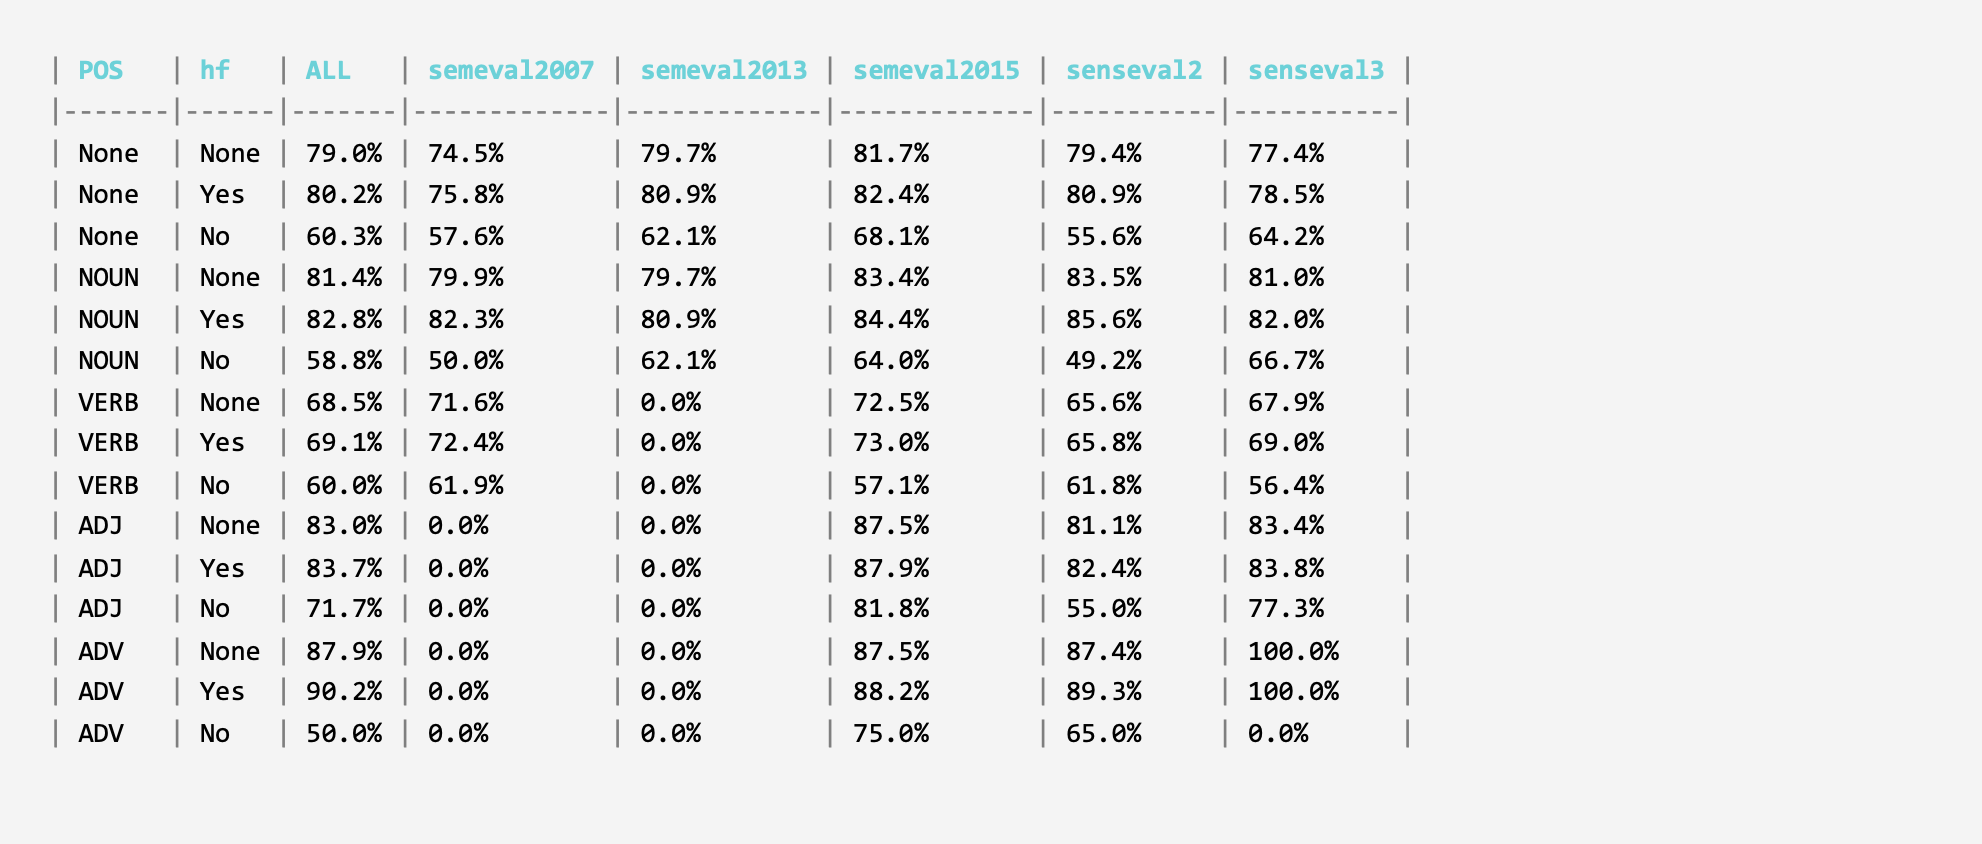 | POS | hf | ALL | semeval2007 | semeval2013 | semeval2015 | senseval2 | senseval3 |
|-------|------|-------|-------------|-------------|-------------|-----------|-----------|
| None | None | 79.0% | 74.5% | 79.7% | 81.7% | 79.4% | 77.4% |
| None | Yes | 80.2% | 75.8% | 80.9% | 82.4% | 80.9% | 78.5% |
| None | No | 60.3% | 57.6% | 62.1% | 68.1% | 55.6% | 64.2% |
| NOUN | None | 81.4% | 79.9% | 79.7% | 83.4% | 83.5% | 81.0% |
| NOUN | Yes | 82.8% | 82.3% | 80.9% | 84.4% | 85.6% | 82.0% |
| NOUN | No | 58.8% | 50.0% | 62.1% | 64.0% | 49.2% | 66.7% |
| VERB | None | 68.5% | 71.6% | 0.0% | 72.5% | 65.6% | 67.9% |
| VERB | Yes | 69.1% | 72.4% | 0.0% | 73.0% | 65.8% | 69.0% |
| VERB | No | 60.0% | 61.9% | 0.0% | 57.1% | 61.8% | 56.4% |
| ADJ | None | 83.0% | 0.0% | 0.0% | 87.5% | 81.1% | 83.4% |
| ADJ | Yes | 83.7% | 0.0% | 0.0% | 87.9% | 82.4% | 83.8% |
| ADJ | No | 71.7% | 0.0% | 0.0% | 81.8% | 55.0% | 77.3% |
| ADV | None | 87.9% | 0.0% | 0.0% | 87.5% | 87.4% | 100.0% |
| ADV | Yes | 90.2% | 0.0% | 0.0% | 88.2% | 89.3% | 100.0% |
| ADV | No | 50.0% | 0.0% | 0.0% | 75.0% | 65.0% | 0.0% |